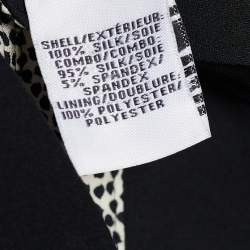 SHELL/EXTÉRIEUR:
100% SILK/SOIE
COMBO/COMBO:
95% SILK/SOIE
5% SPANDEX/
SPANDEX
LINING/DOUBLURE:
100% POLYESTER/
POLYESTER